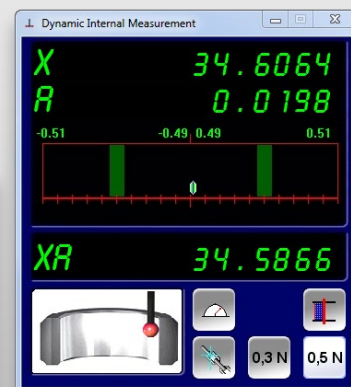 Dynamic Internal Measurement
X 34.6064
A 0.0198
-0.51 -0.49 0.49 0.51
XA 34.5866
0,3 N 0,5 N